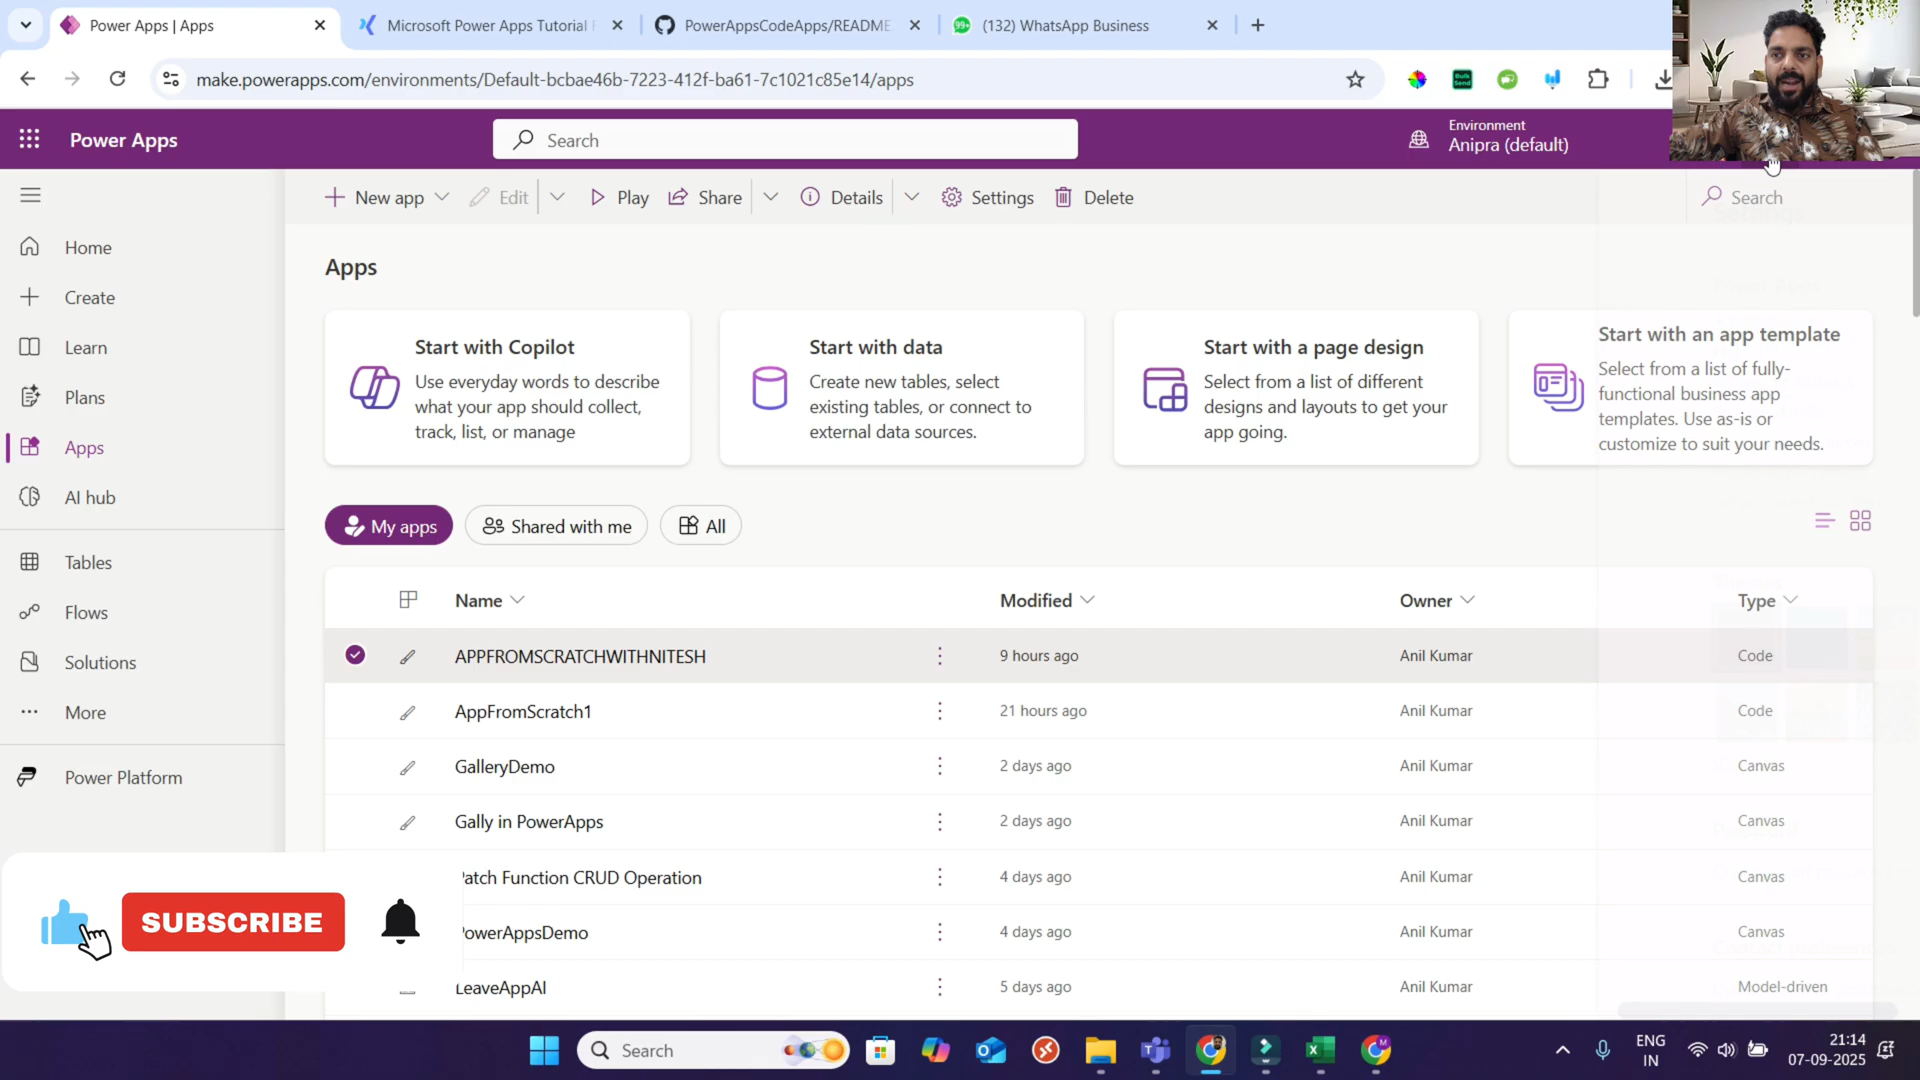 Power Apps | Apps
Microsoft Power Apps Tutorial F
PowerAppsCodeApps/README
99+
(132) WhatsApp Business
make.powerapps.com/environments/Default-bcbae46b-7223-412f-ba61-7c1021c85e14/apps
Bulk Send
Power Apps
Search
Environment
Anipra (default)
New app
Edit
Play
Share
Details
Settings
Delete
Search
Home
Create
Learn
Plans
Apps
AI hub
Tables
Flows
Solutions
More
Power Platform
Apps
Start with Copilot
Use everyday words to describe
what your app should collect,
track, list, or manage
Start with data
Create new tables, select
existing tables, or connect to
external data sources.
Start with a page design
Select from a list of different
designs and layouts to get your
app going.
Start with an app template
Select from a list of fully-
functional business app
templates. Use as-is or
customize to suit your needs.
My apps
Shared with me
All
Name
Modified
Owner
Type
APPFROMSCRATCHWITHNITESH
9 hours ago
Anil Kumar
Code
AppFromScratch1
21 hours ago
Anil Kumar
Code
GalleryDemo
2 days ago
Anil Kumar
Canvas
Gally in PowerApps
2 days ago
Anil Kumar
Canvas
Patch Function CRUD Operation
4 days ago
Anil Kumar
Canvas
PowerAppsDemo
4 days ago
Anil Kumar
Canvas
LeaveAppAI
5 days ago
Anil Kumar
Model-driven
SUBSCRIBE
Search
ENG
IN
21:14
07-09-2025